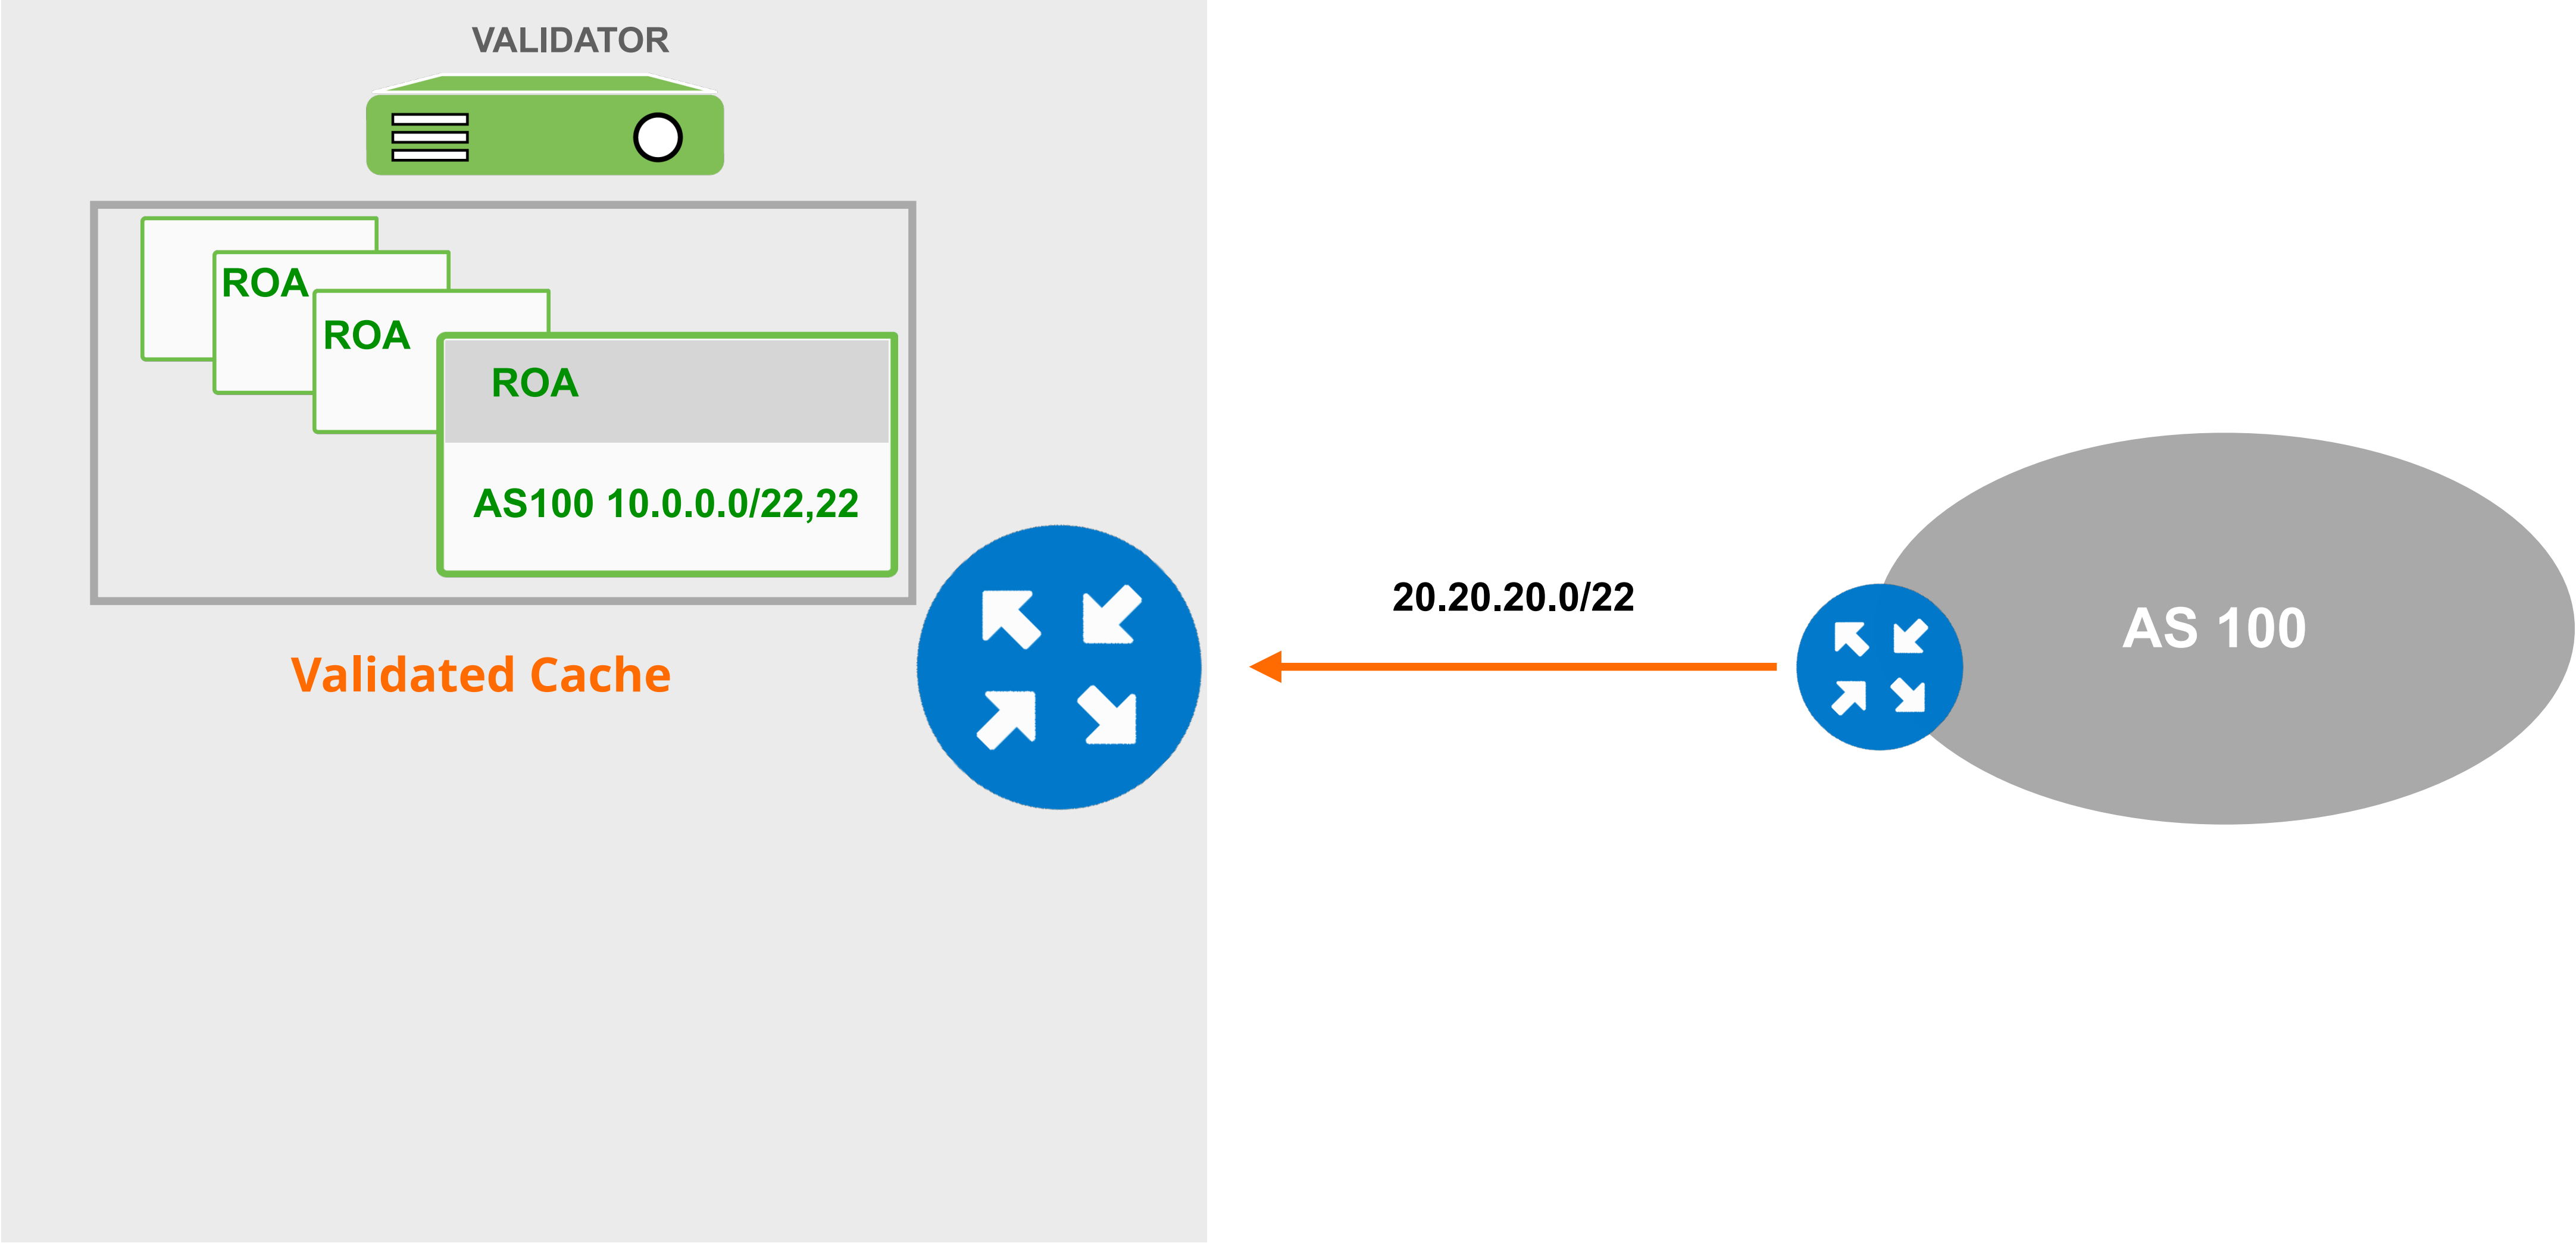 VALIDATOR
ROA
ROA
ROA
AS100 10.0.0.0/22,22
Validated Cache
20.20.20.0/22
AS 100